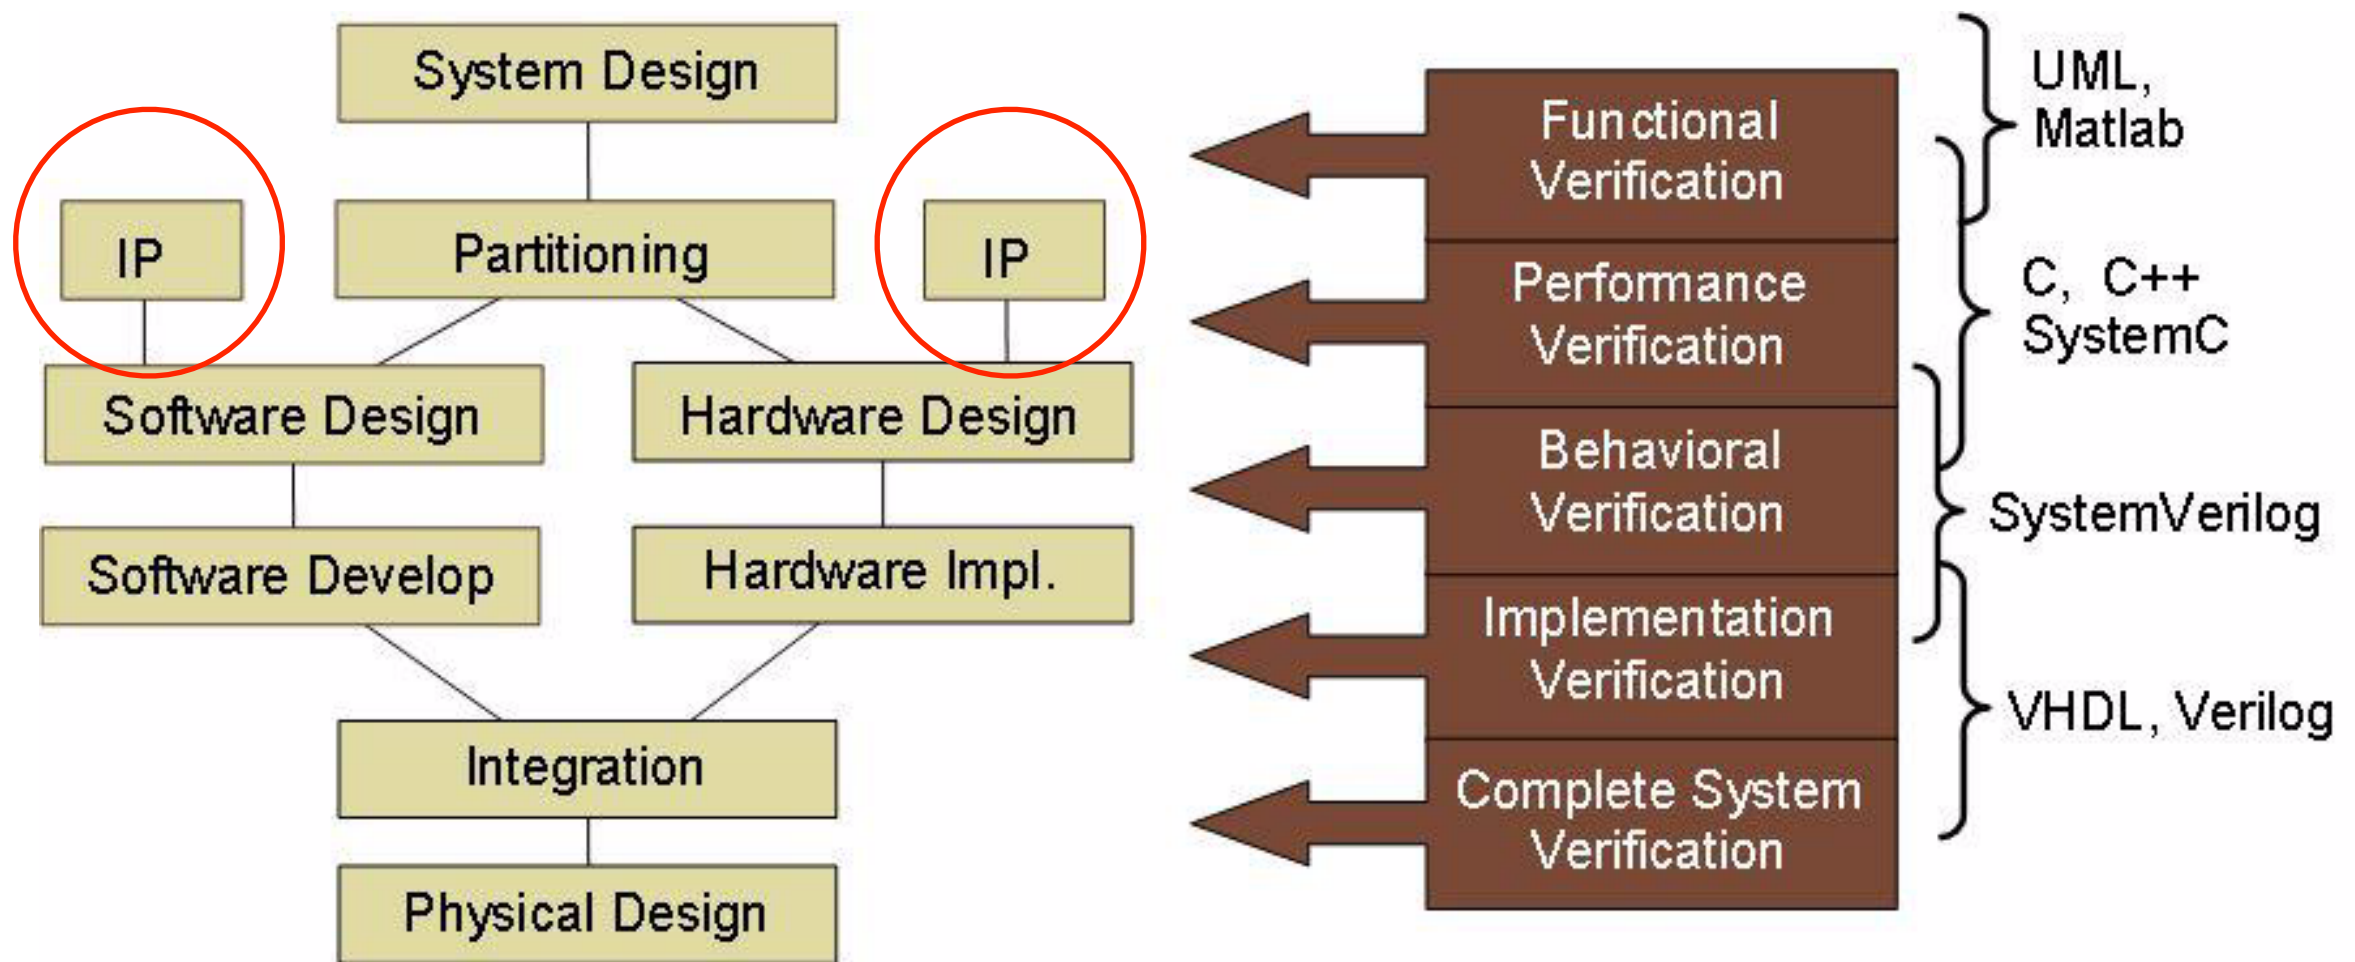 System Design
IP
Partitioning
IP
Software Design
Hardware Design
Software Develop
Hardware Impl.
Integration
Physical Design
Functional
Verification
Performance
Verification
Behavioral
Verification
Implementation
Verification
Complete System
Verification
UML,
Matlab
C, C++
SystemC
SystemVerilog
VHDL, Verilog